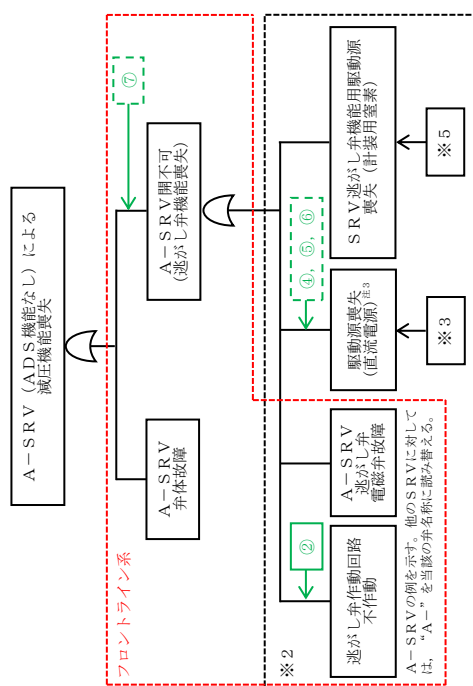 A-SRV(ADS機能なし)による
減圧機能喪失
フロントライン系
A-SRV
弁体故障
A-SRV開不可
(逃がし弁機能喪失)
⑦
※2
②
④,⑤,⑥
逃がし弁作動回路
不作動
A-SRV
逃がし弁
電磁弁故障
駆動源喪失
(直流電源)注3
SRV逃がし弁機能用駆動源
喪失(計装用窒素)
※3
※5
A-SRVの例を示す。他のSRVに対して
は,“A-”を当該の弁名称に読み替える。